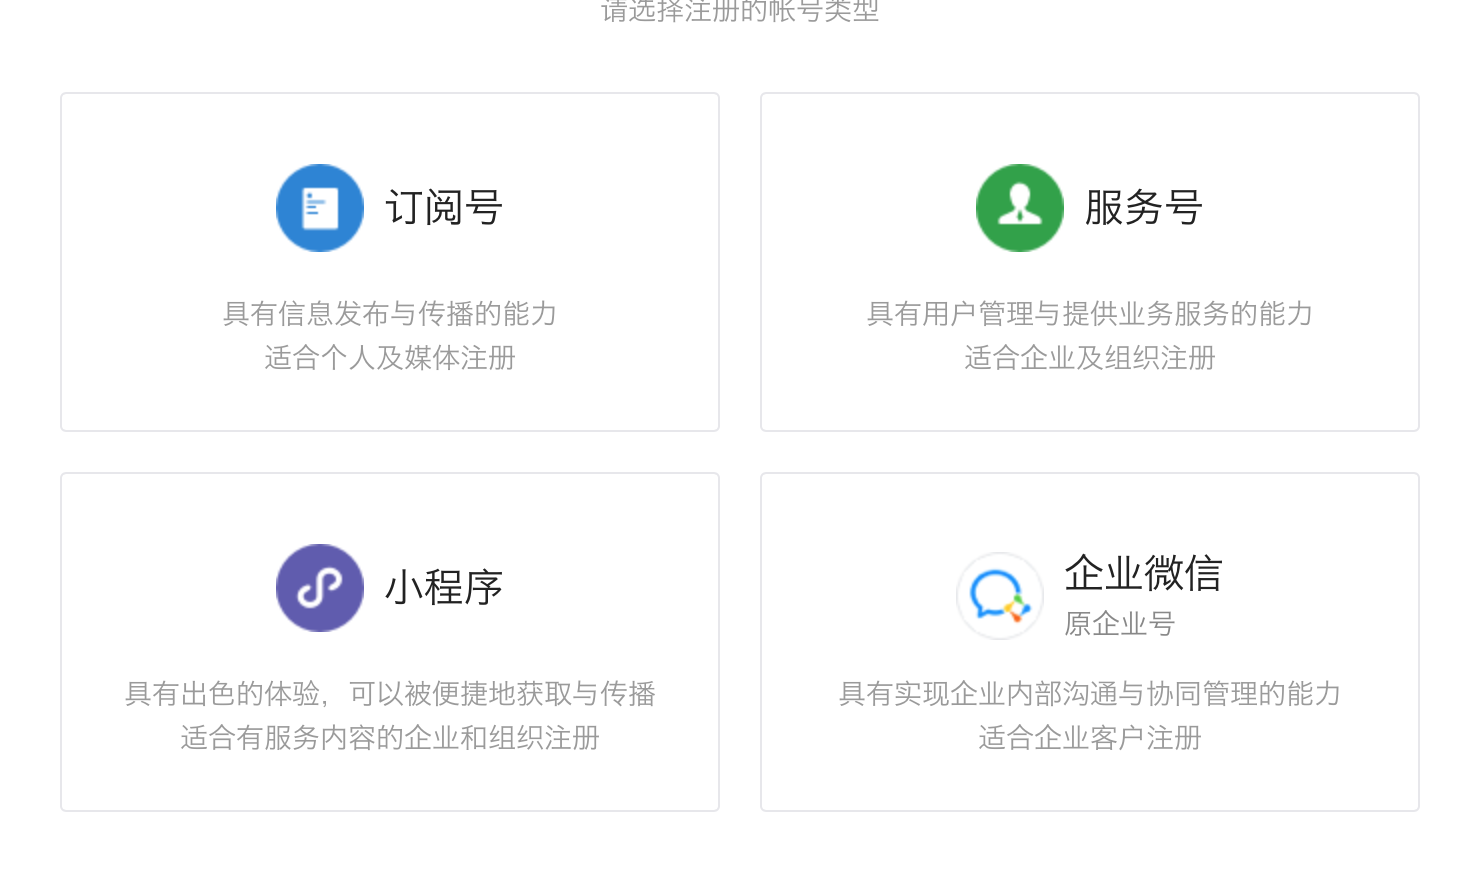 请选择注册的帐号类型
订阅号
具有信息发布与传播的能力
适合个人及媒体注册
服务号
具有用户管理与提供业务服务的能力
适合企业及组织注册
小程序
具有出色的体验，可以被便捷地获取与传播
适合有服务内容的企业和组织注册
企业微信
原企业号
具有实现企业内部沟通与协同管理的能力
适合企业客户注册